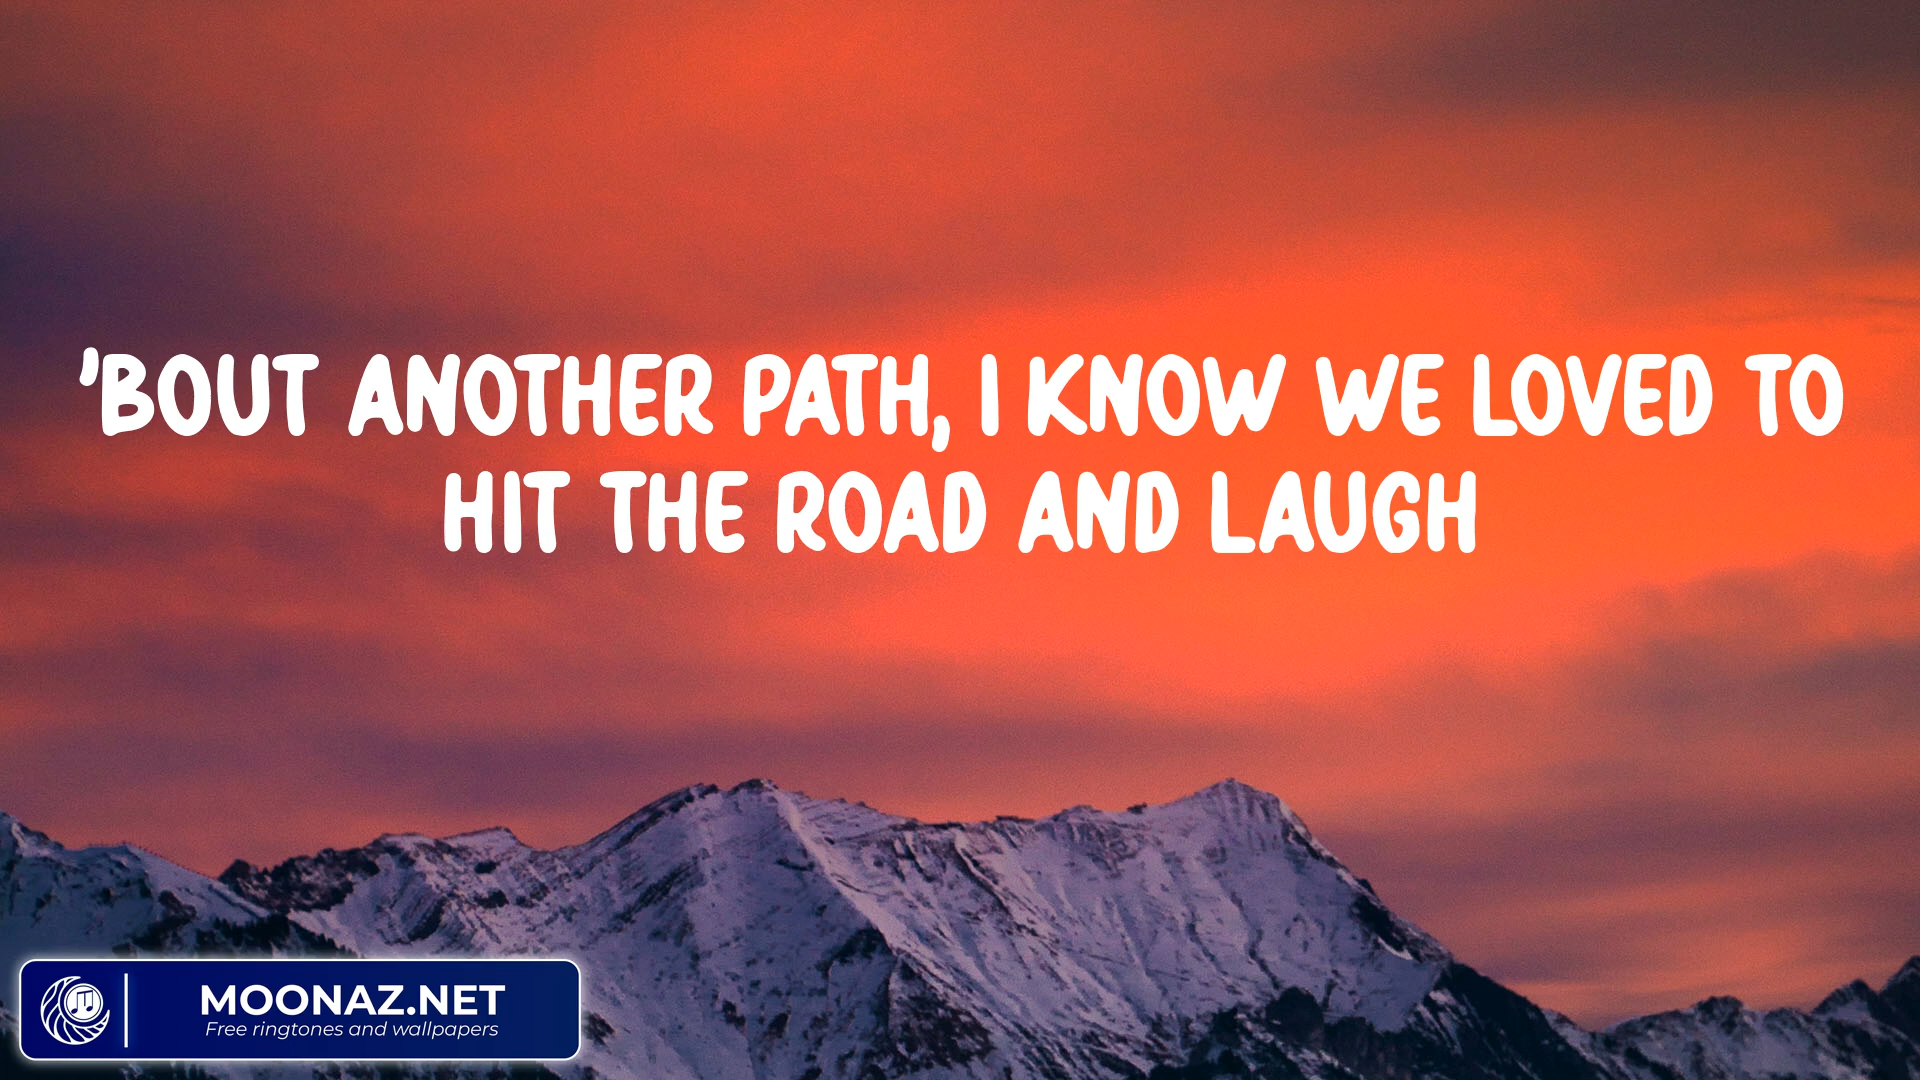 'BOUT ANOTHER PATH, I KNOW WE LOVED TO
HIT THE ROAD AND LAUGH
MOONAZ.NET
Free ringtones and wallpapers